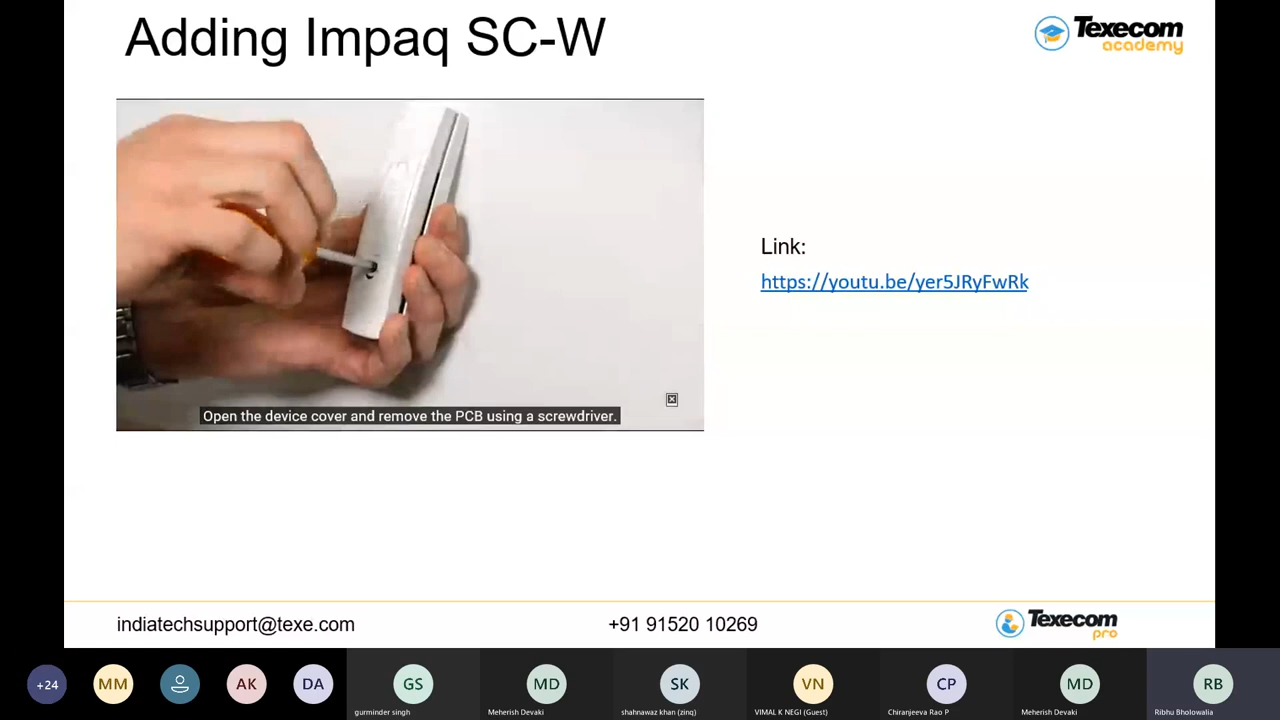 Adding Impaq SC-W
Texecom
academy
Link:
https://youtu.be/yer5JRyFwRk
Open the device cover and remove the PCB using a screwdriver.
indiatechsupport@texe.com
+91 91520 10269
Texecom
pro
+24
MM
AK
DA
GS
MD
SK
VN
CP
MD
RB
gurminder singh
Meherish Devaki
shahnawaz khan (zinq)
VIMAL K NEGI (Guest)
Chiranjeeva Rao P
Meherish Devaki
Ribhu Bholowalia